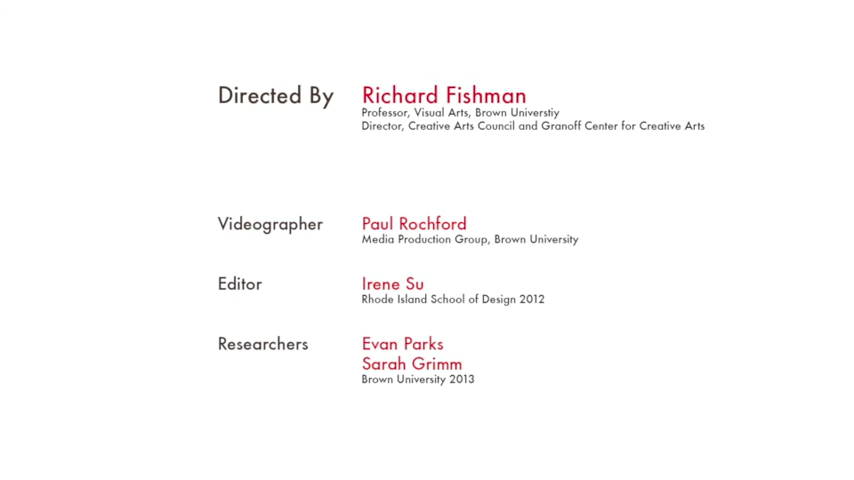 Directed By Richard Fishman
Professor, Visual Arts, Brown Universtiy
Director, Creative Arts Council and Granoff Center for Creative Arts
Videographer Paul Rochford
Media Production Group, Brown University
Editor Irene Su
Rhode Island School of Design 2012
Researchers Evan Parks
Sarah Grimm
Brown University 2013